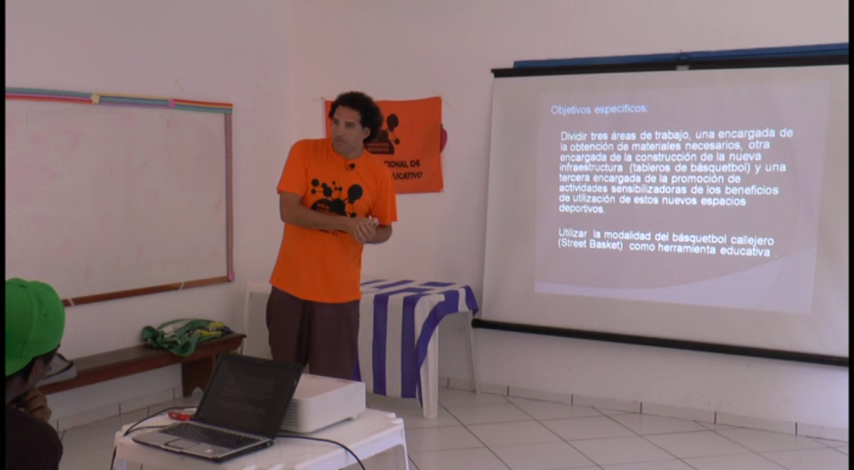 Objetivos específicos:
Dividir tres áreas de trabajo, una encargada de
la obtención de materiales necesarios, otra
encargada de la construcción de la nueva
infraestructura (tableros de básquetbol) y una
tercera encargada de la promoción de
actividades sensibilizadoras de los beneficios
de utilización de estos nuevos espacios
deportivos.
Utilizar la modalidad del básquetbol callejero
(Street Basket) como herramienta educativa .
IONAL DE
UCATIVO